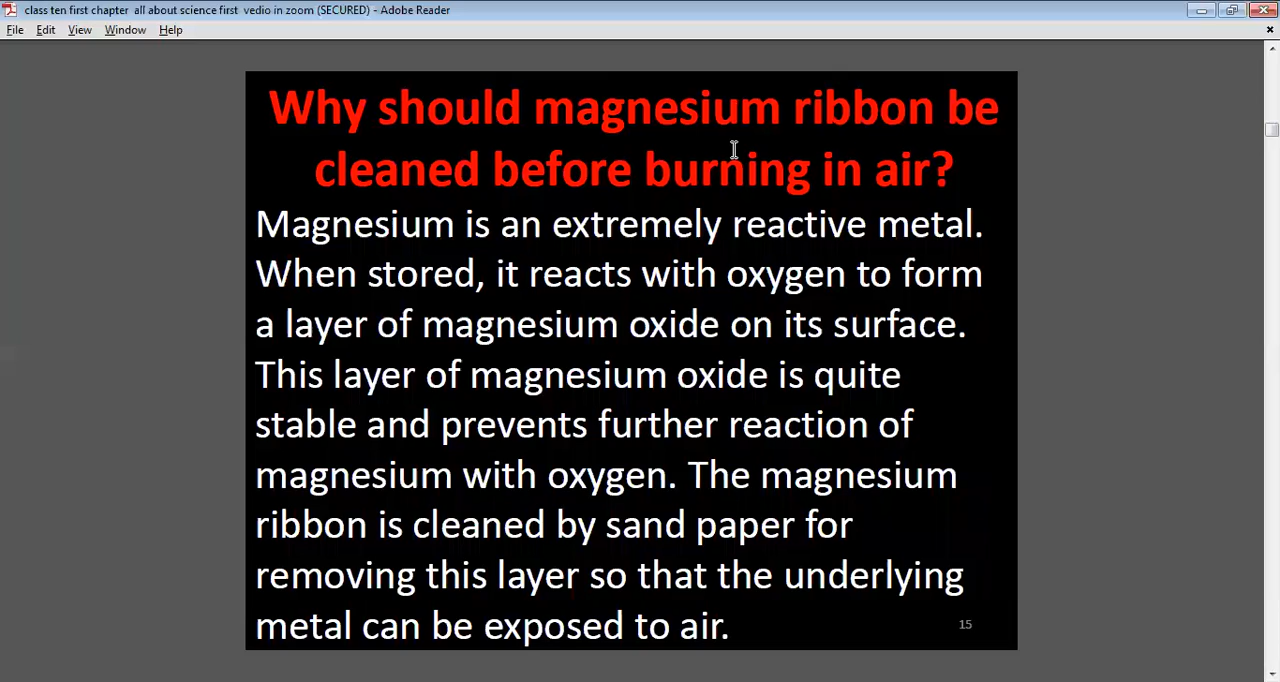 class ten first chapter all about science first vedio in zoom (SECURED) - Adobe Reader
File Edit View Window Help
Why should magnesium ribbon be
cleaned before burning in air?
Magnesium is an extremely reactive metal.
When stored, it reacts with oxygen to form
a layer of magnesium oxide on its surface.
This layer of magnesium oxide is quite
stable and prevents further reaction of
magnesium with oxygen. The magnesium
ribbon is cleaned by sand paper for
removing this layer so that the underlying
metal can be exposed to air.
15